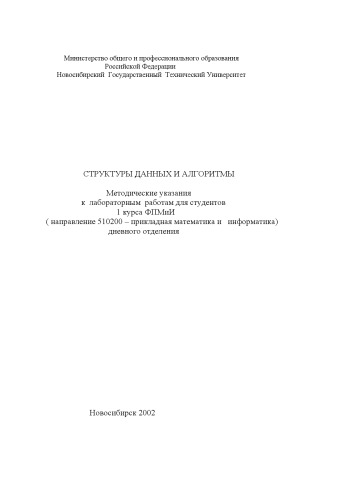 Министерство общего и профессионального образования
Российской Федерации
Новосибирский Государственный Технический Университет
СТРУКТУРЫ ДАННЫХ И АЛГОРИТМЫ
Методические указания
к лабораторным работам для студентов
1 курса ФПМиИ
( направление 510200 – прикладная математика и информатика)
дневного отделения
Новосибирск 2002